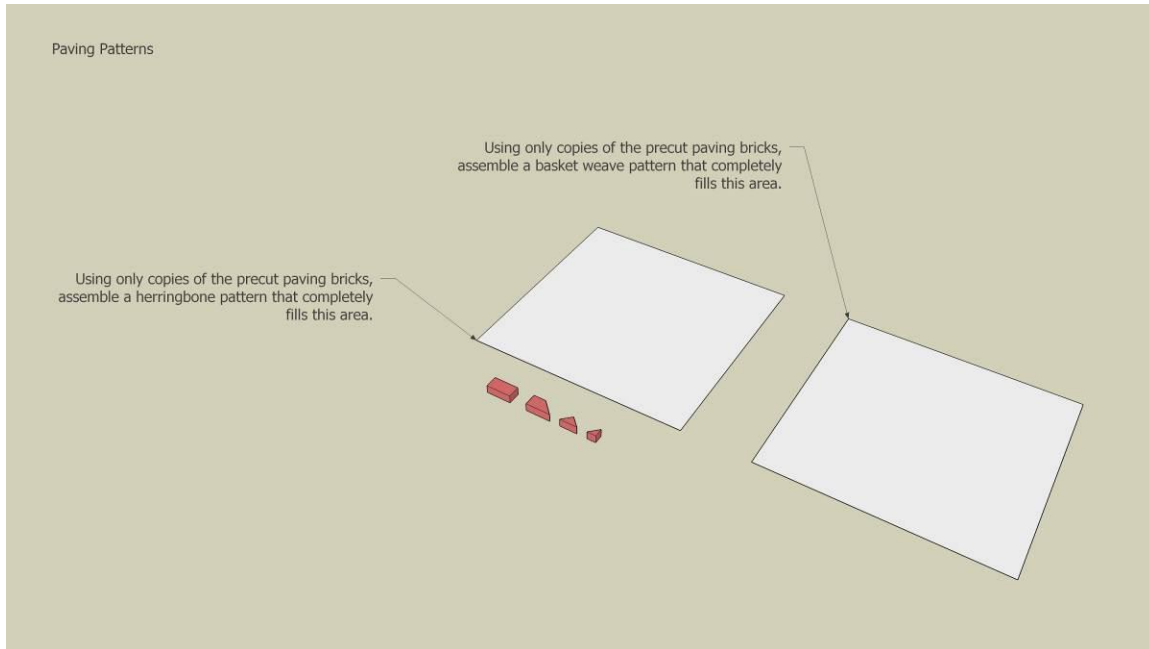 Paving Patterns
Using only copies of the precut paving bricks,
assemble a basket weave pattern that completely
fills this area.
Using only copies of the precut paving bricks,
assemble a herringbone pattern that completely
fills this area.